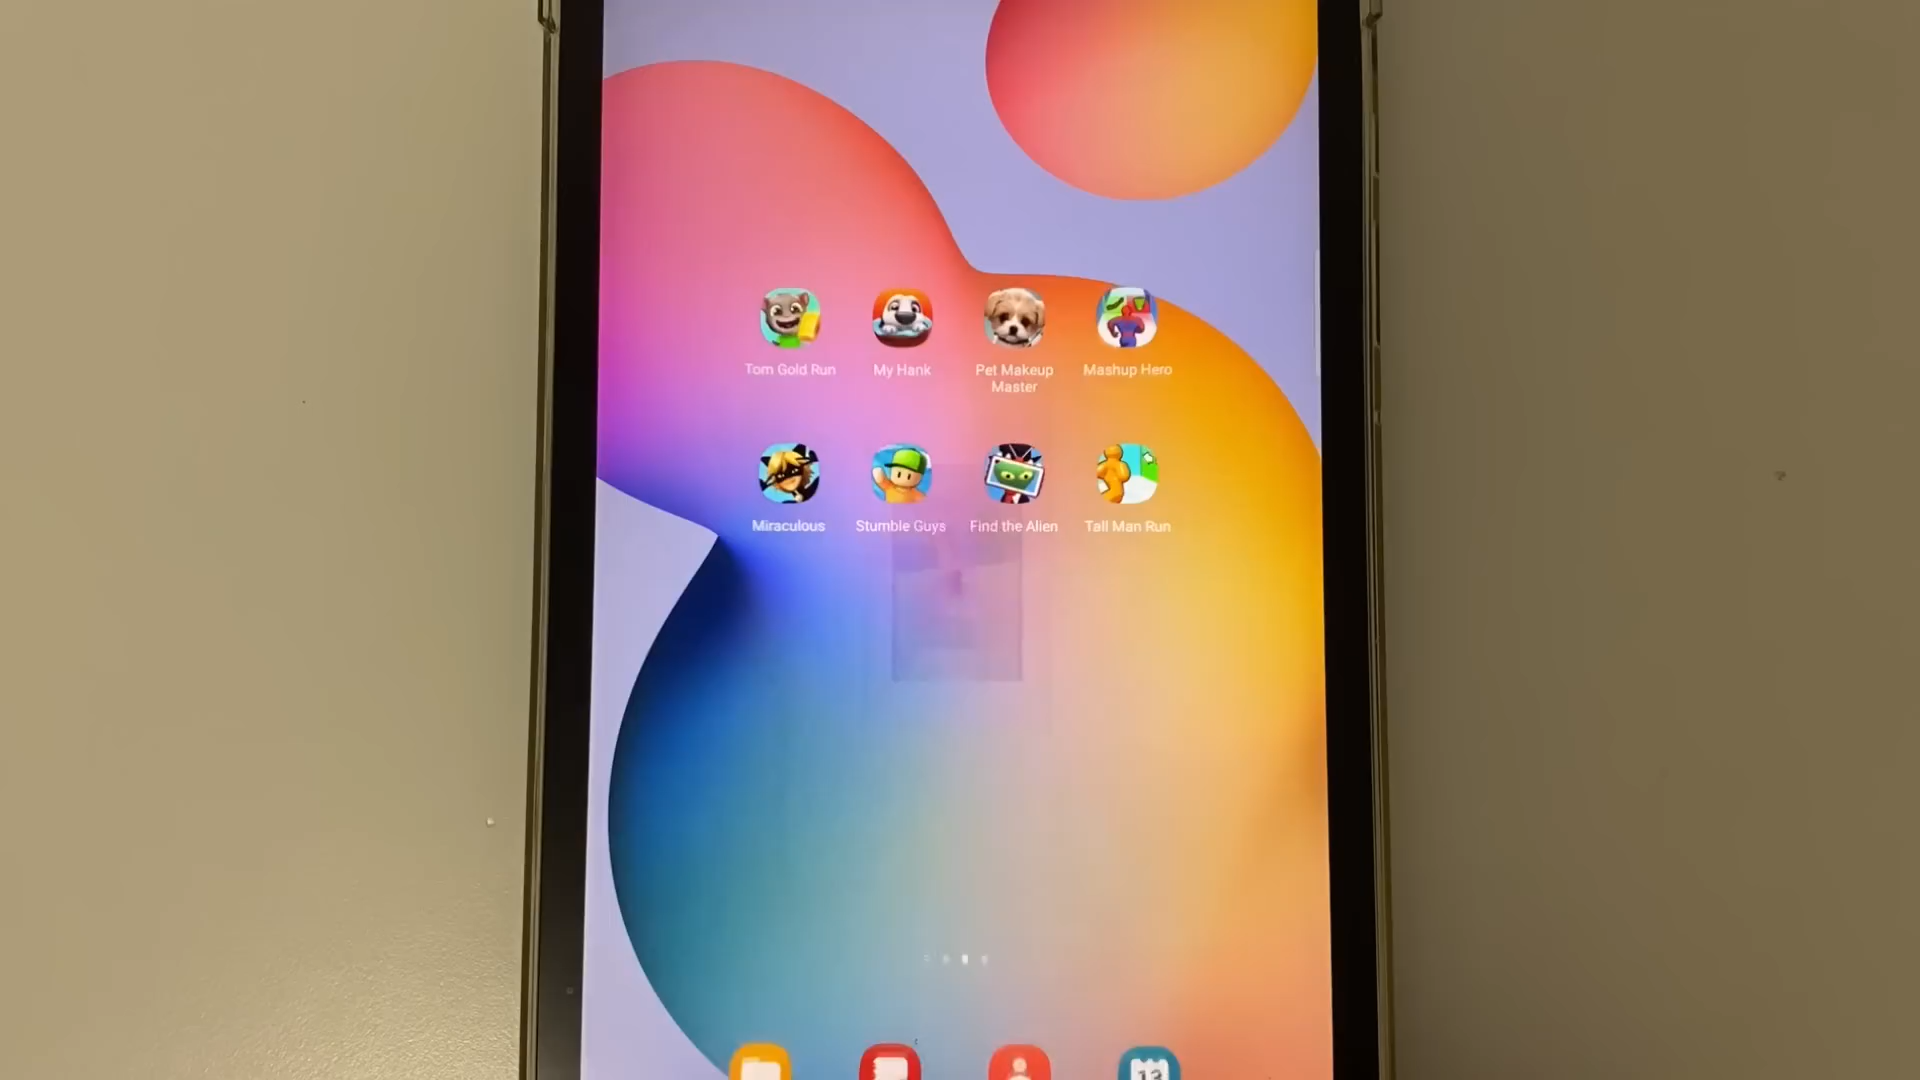 Tom Gold Run
My Hank
Pet Makeup
Master
Mashup Hero
Miraculous
Stumble Guys
Find the Alien
Tall Man Run
13